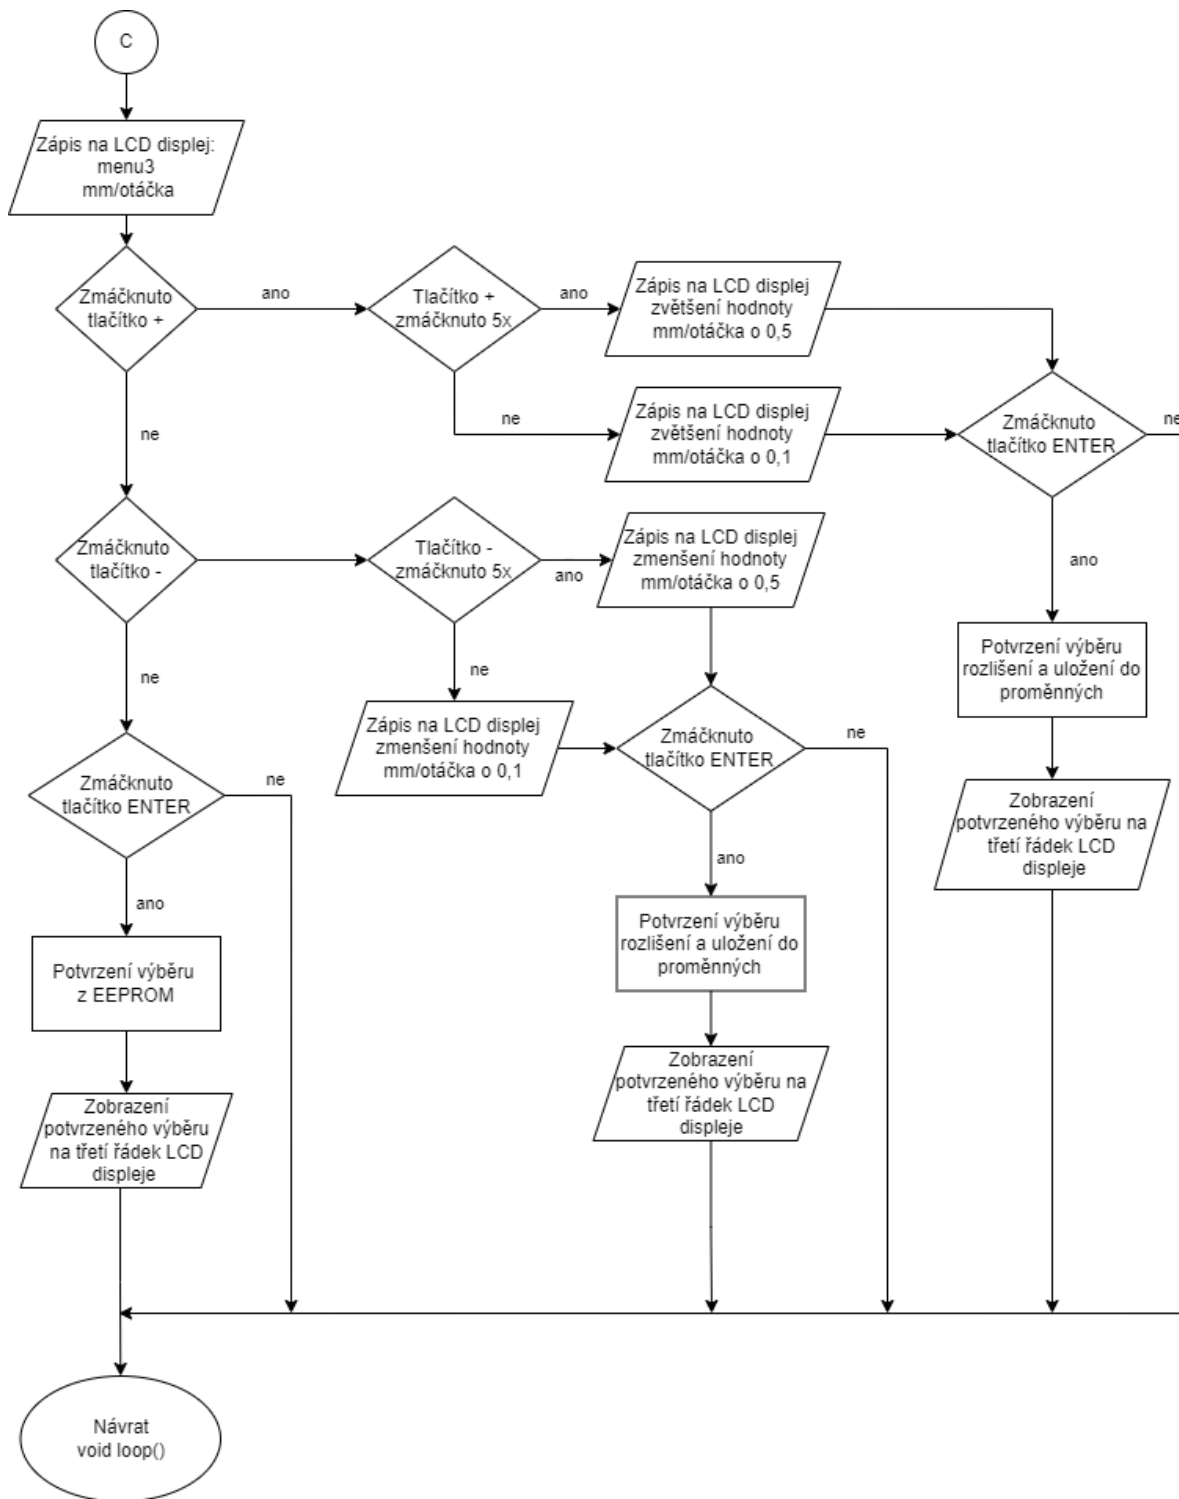 C
Zápis na LCD displej:
menu3
mm/otáčka
Zmáčknuto
tlačítko +
ano
Tlačítko +
zmáčknuto 5x
ano
Zápis na LCD displej
zvětšení hodnoty
mm/otáčka o 0,5
ne
ne
Zápis na LCD displej
zvětšení hodnoty
mm/otáčka o 0,1
Zmáčknuto
tlačítko ENTER
ne
Zmáčknuto
tlačítko -
Tlačítko -
zmáčknuto 5x
ano
Zápis na LCD displej
zmenšení hodnoty
mm/otáčka o 0,5
ano
ne
ne
Potvrzení výběru
rozlišení a uložení do
proměnných
Zápis na LCD displej
zmenšení hodnoty
mm/otáčka o 0,1
Zmáčknuto
tlačítko ENTER
ne
Zmáčknuto
tlačítko ENTER
ne
Zobrazení
potvrzeného výběru na
třetí řádek LCD
displeje
ano
ano
Potvrzení výběru
rozlišení a uložení do
proměnných
Potvrzení výběru
z EEPROM
Zobrazení
potvrzeného výběru na
třetí řádek LCD
displeje
Zobrazení
potvrzeného výběru
na třetí řádek LCD
displeje
Návrat
void loop()